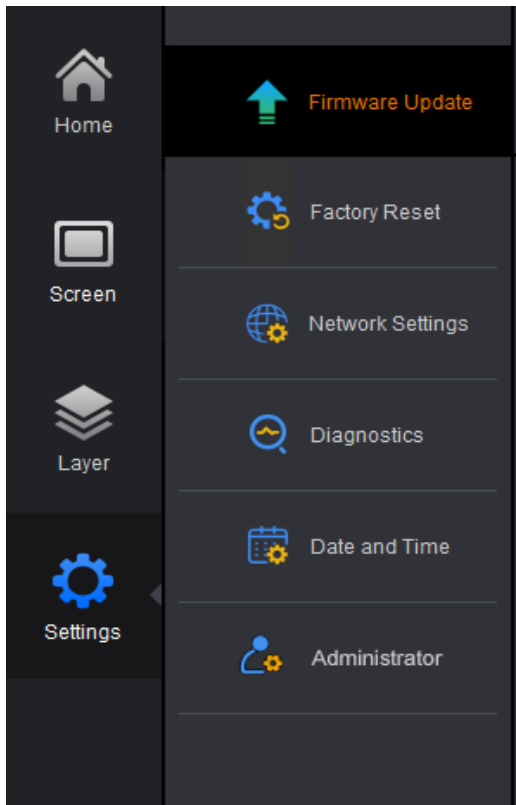 Home
Screen
Layer
Settings
Firmware Update
Factory Reset
Network Settings
Diagnostics
Date and Time
Administrator